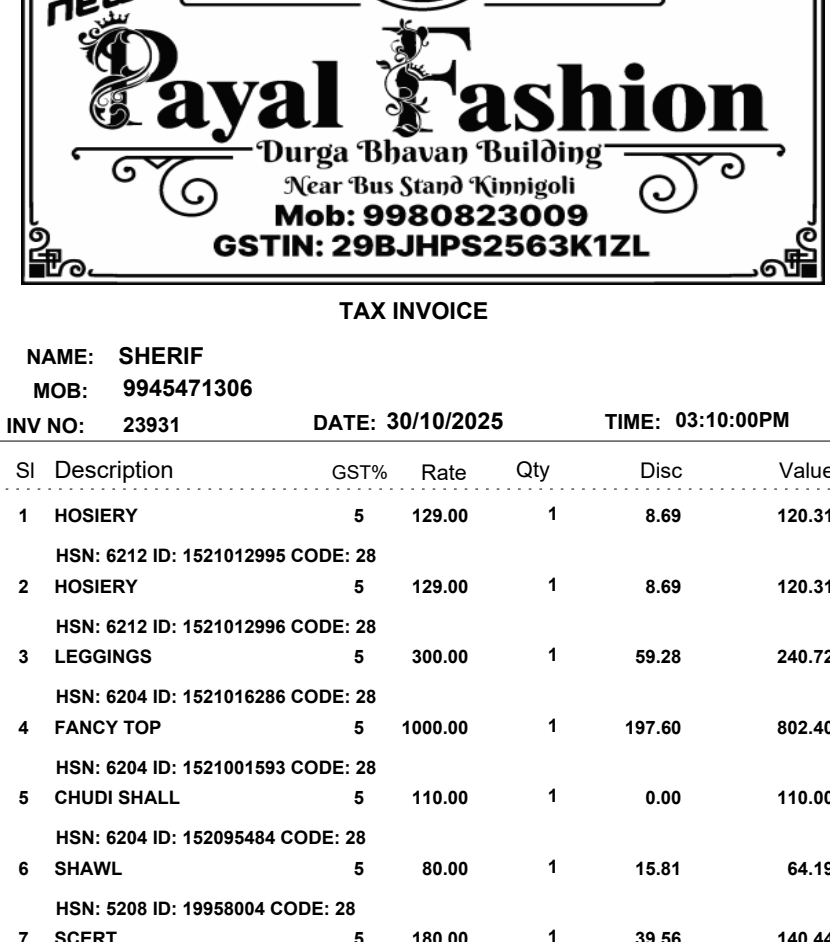 new
Payal Fashion
Durga Bhavan Building
Near Bus Stand Kinnigoli
Mob: 9980823009
GSTIN: 29BJHPS2563K1ZL
TAX INVOICE
NAME: SHERIF
MOB: 9945471306
INV NO: 23931 DATE: 30/10/2025 TIME: 03:10:00PM
Sl Description GST% Rate Qty Disc Value
1 HOSIERY 5 129.00 1 8.69 120.31
HSN: 6212 ID: 1521012995 CODE: 28
2 HOSIERY 5 129.00 1 8.69 120.31
HSN: 6212 ID: 1521012996 CODE: 28
3 LEGGINGS 5 300.00 1 59.28 240.72
HSN: 6204 ID: 1521016286 CODE: 28
4 FANCY TOP 5 1000.00 1 197.60 802.40
HSN: 6204 ID: 1521001593 CODE: 28
5 CHUDI SHALL 5 110.00 1 0.00 110.00
HSN: 6204 ID: 152095484 CODE: 28
6 SHAWL 5 80.00 1 15.81 64.19
HSN: 5208 ID: 19958004 CODE: 28
7 SCERT 5 180.00 1 39.56 140.44